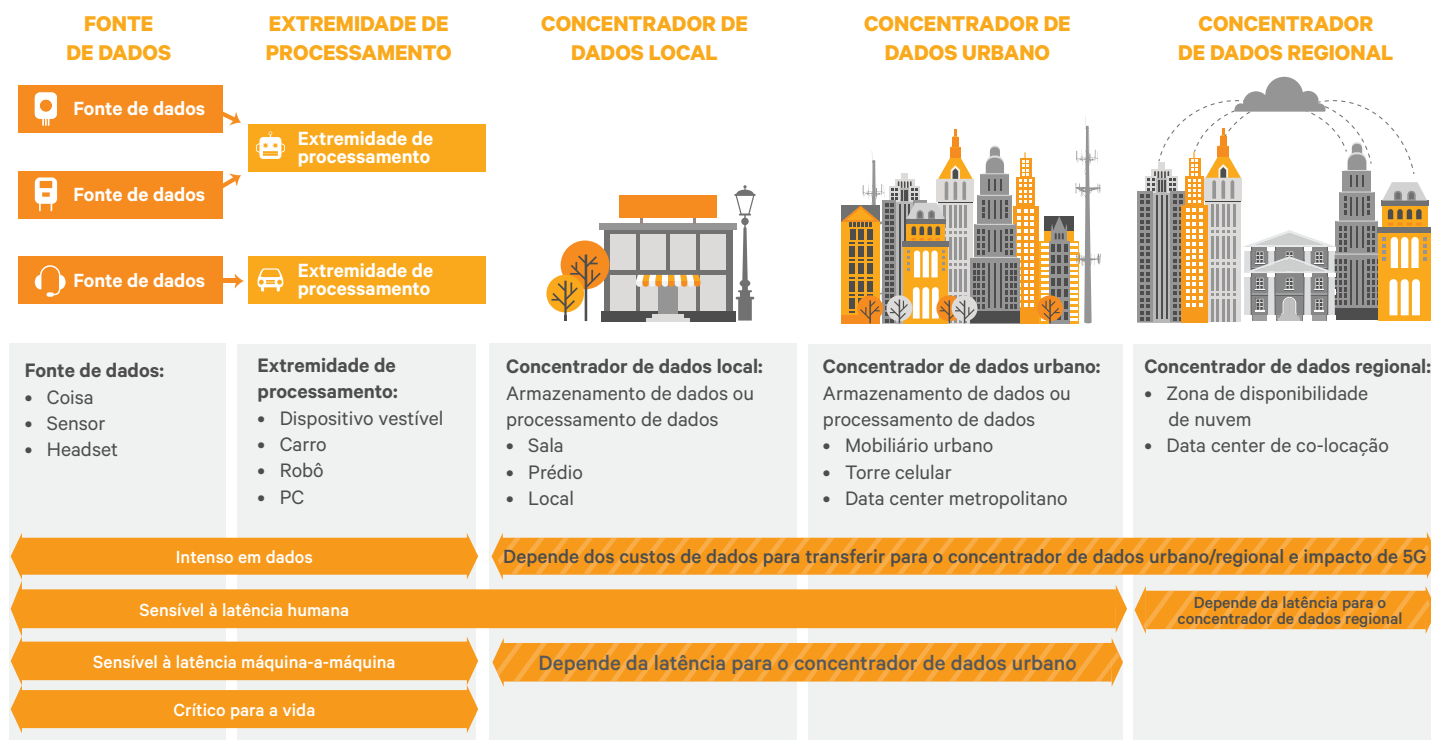 FONTE
DE DADOS
EXTREMIDADE DE
PROCESSAMENTO
CONCENTRADOR DE
DADOS LOCAL
CONCENTRADOR DE
DADOS URBANO
CONCENTRADOR
DE DADOS REGIONAL
Fonte de dados
Fonte de dados
Fonte de dados
Extremidade de
processamento
Extremidade de
processamento
Fonte de dados:
• Coisa
• Sensor
• Headset
Extremidade de
processamento:
• Dispositivo vestível
• Carro
• Robô
• PC
Concentrador de dados local:
Armazenamento de dados ou
processamento de dados
• Sala
• Prédio
• Local
Concentrador de dados urbano:
Armazenamento de dados ou
processamento de dados
• Mobiliário urbano
• Torre celular
• Data center metropolitano
Concentrador de dados regional:
• Zona de disponibilidade
de nuvem
• Data center de co-locação
Intenso em dados
Depende dos custos de dados para transferir para o concentrador de dados urbano/regional e impacto de 5G
Sensível à latência humana
Depende da latência para o
concentrador de dados regional
Sensível à latência máquina-a-máquina
Depende da latência para o concentrador de dados urbano
Crítico para a vida